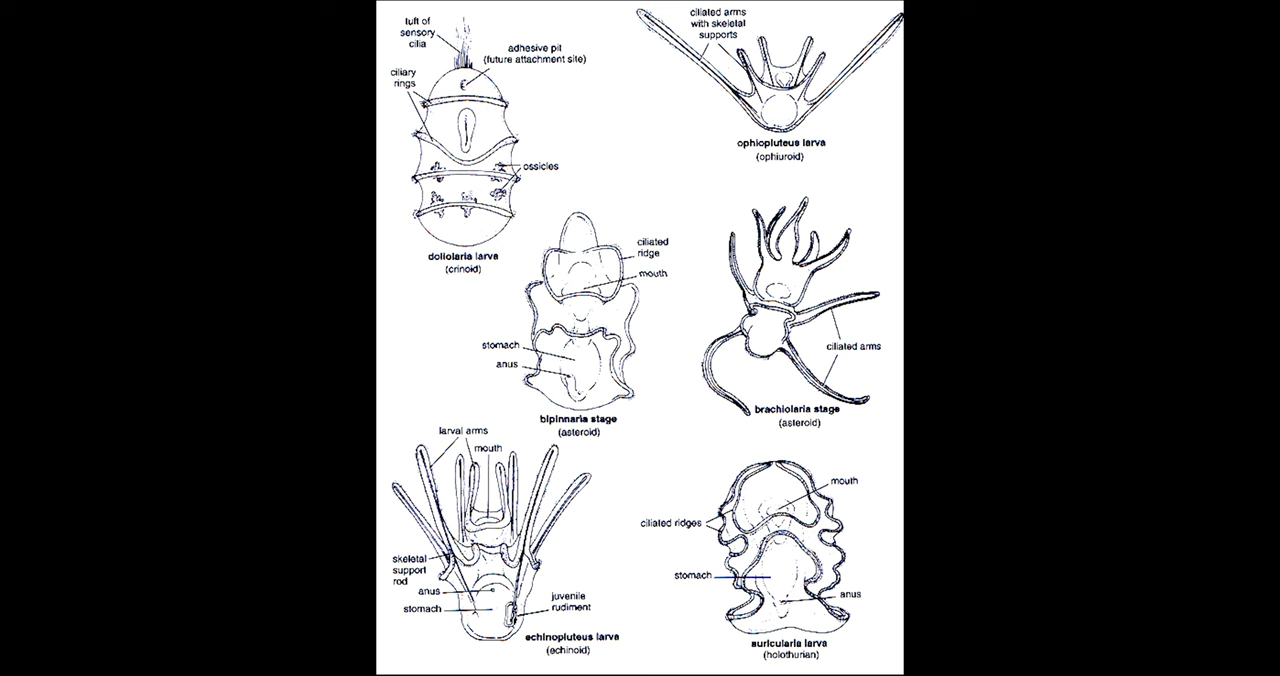 tuft of
sensory
cilia
adhesive pit
(future attachment site)
ciliary
rings
ossicles
doliolaria larva
(crinoid)
ciliated arms
with skeletal
supports
ophiopluteus larva
(ophiuroid)
ciliated
ridge
mouth
stomach
anus
bipinnaria stage
(asteroid)
ciliated arms
brachiolaria stage
(asteroid)
larval arms
mouth
skeletal
support
rod
anus
stomach
juvenile
rudiment
echinopluteus larva
(echinoid)
mouth
ciliated ridges
stomach
anus
auricularia larva
(holothurian)